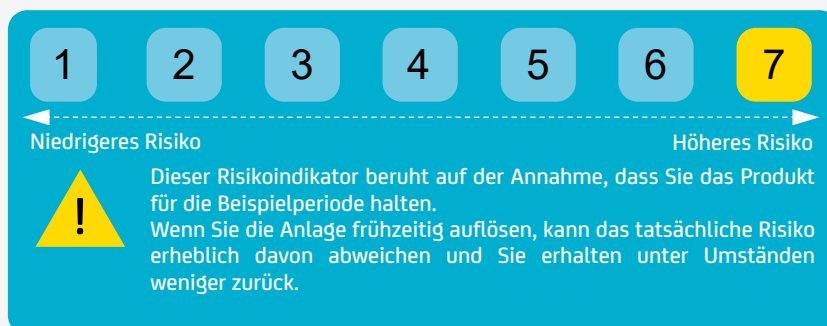 1 2 3 4 5 6 7
Niedrigeres Risiko Höheres Risiko
!
Dieser Risikoindikator beruht auf der Annahme, dass Sie das Produkt
für die Beispielperiode halten.
Wenn Sie die Anlage frühzeitig auflösen, kann das tatsächliche Risiko
erheblich davon abweichen und Sie erhalten unter Umständen
weniger zurück.